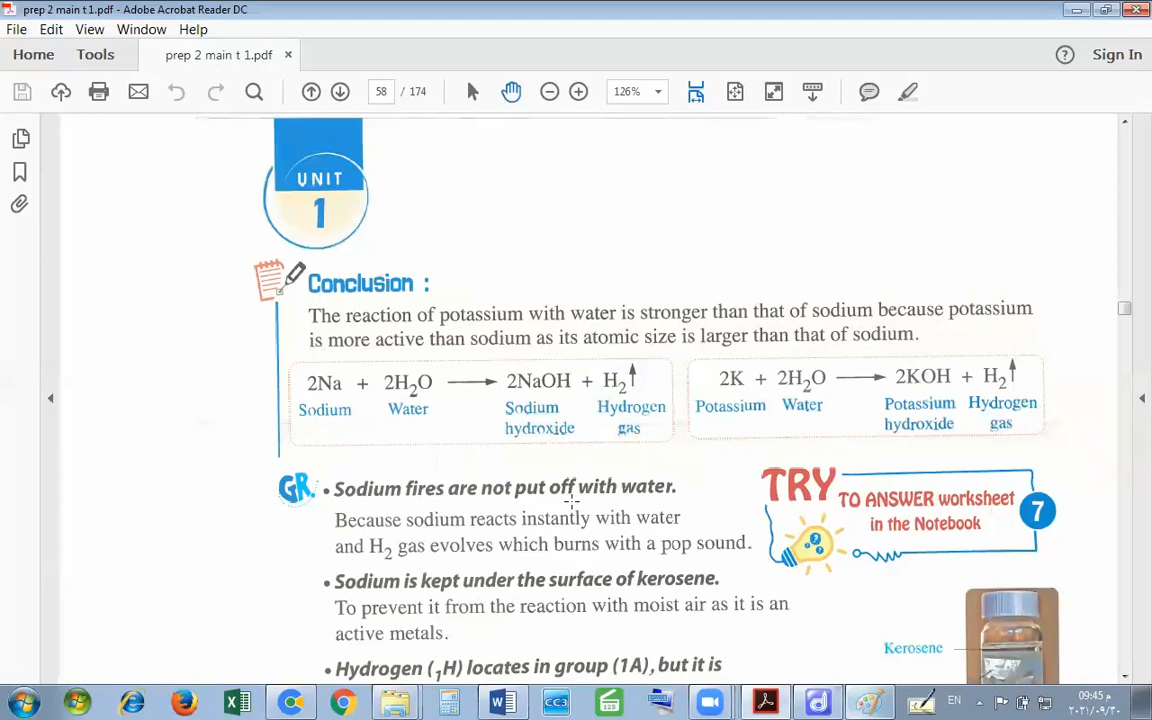 prep 2 main t 1.pdf - Adobe Acrobat Reader DC
File Edit View Window Help
Home Tools prep 2 main t 1.pdf × Sign In
58 / 174 126%
UNIT
1
Conclusion :
The reaction of potassium with water is stronger than that of sodium because potassium
is more active than sodium as its atomic size is larger than that of sodium.
2Na + 2H₂O → 2NaOH + H₂↑
Sodium Water Sodium hydroxide Hydrogen gas
2K + 2H₂O → 2KOH + H₂↑
Potassium Water Potassium hydroxide Hydrogen gas
GR. • Sodium fires are not put off with water.
Because sodium reacts instantly with water
and H₂ gas evolves which burns with a pop sound.
TRY
TO ANSWER worksheet
in the Notebook
7
• Sodium is kept under the surface of kerosene.
To prevent it from the reaction with moist air as it is an
active metals.
Kerosene
• Hydrogen (₁H) locates in group (1A), but it is
CC3
EN
09:45 م
٢٠٢١/٠٩/٣٠